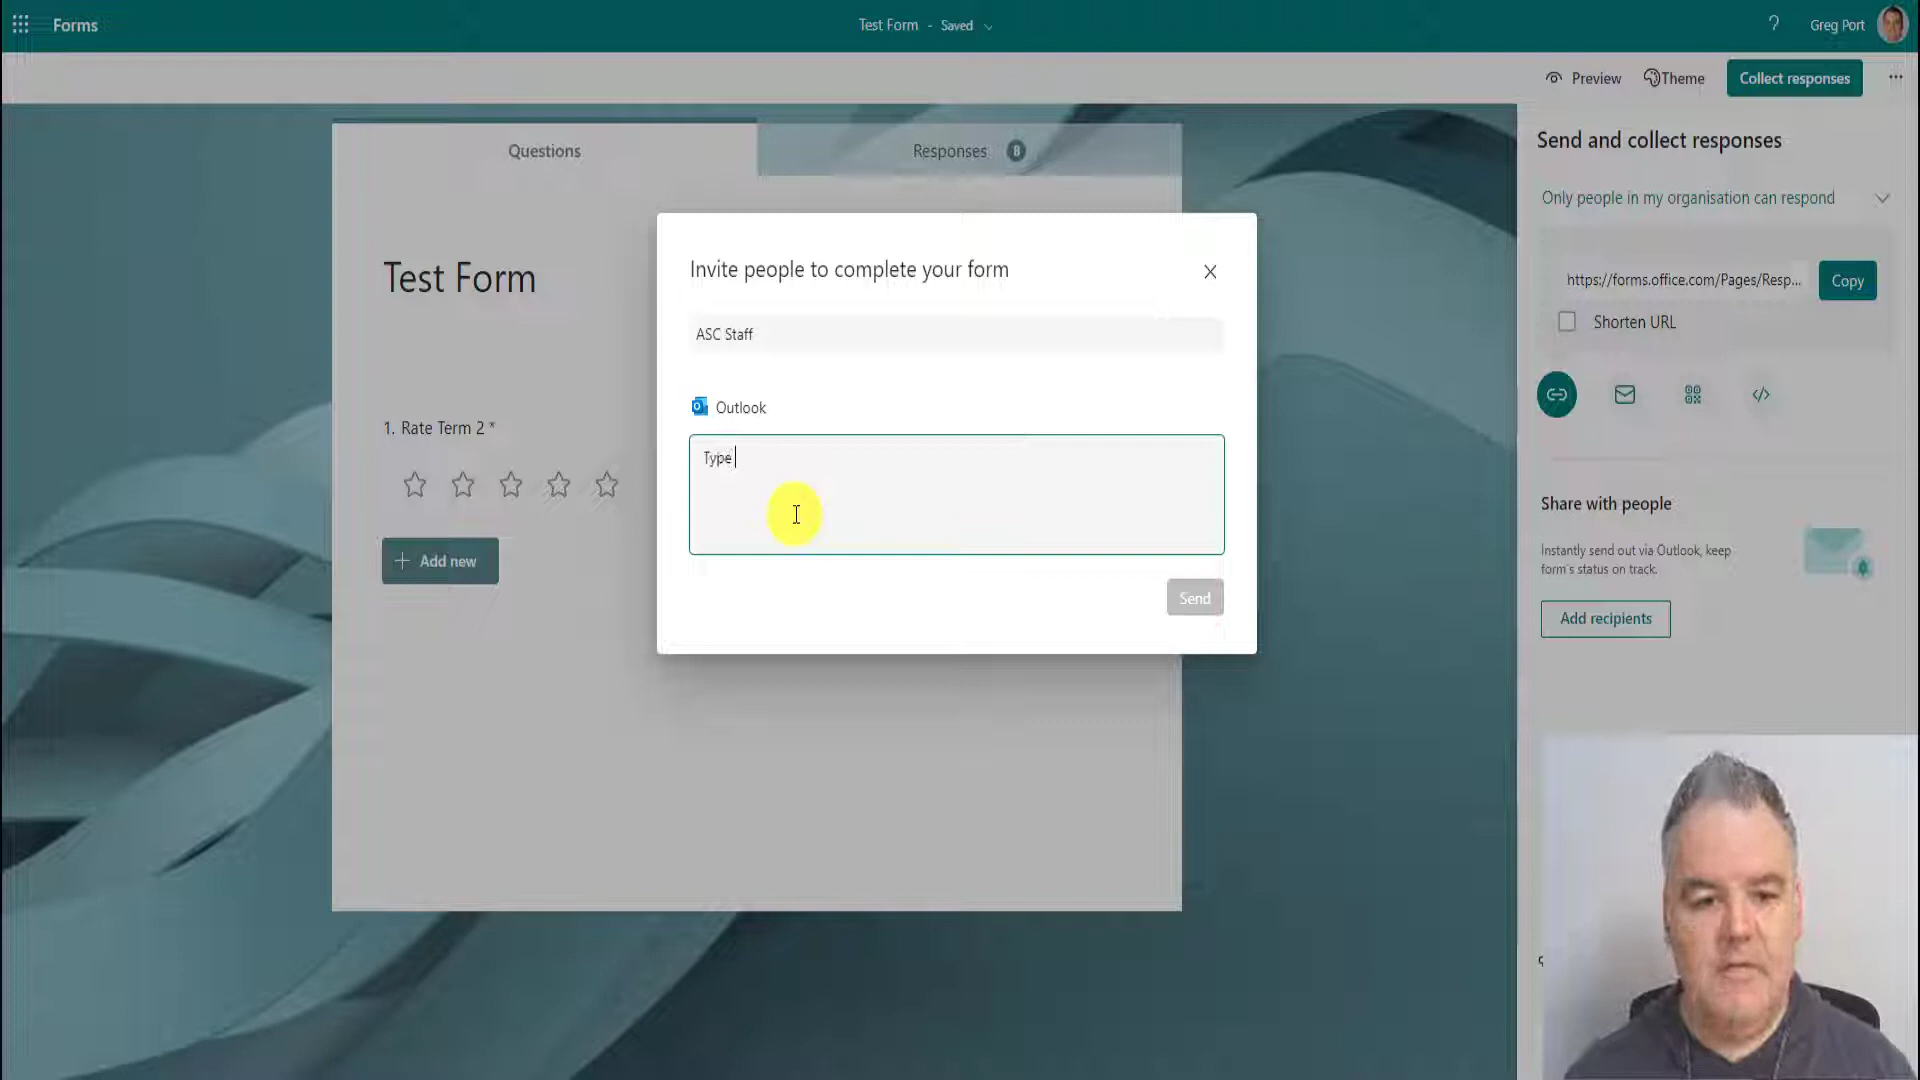 Forms
Test Form - Saved
?
Greg Port
Preview
Theme
Collect responses
...
Questions
Responses 8
Send and collect responses
Only people in my organisation can respond
Test Form
Invite people to complete your form
https://forms.office.com/Pages/Resp...
Copy
Shorten URL
ASC Staff
Outlook
1. Rate Term 2 *
Type
Share with people
Instantly send out via Outlook, keep
form's status on track.
+ Add new
Send
Add recipients